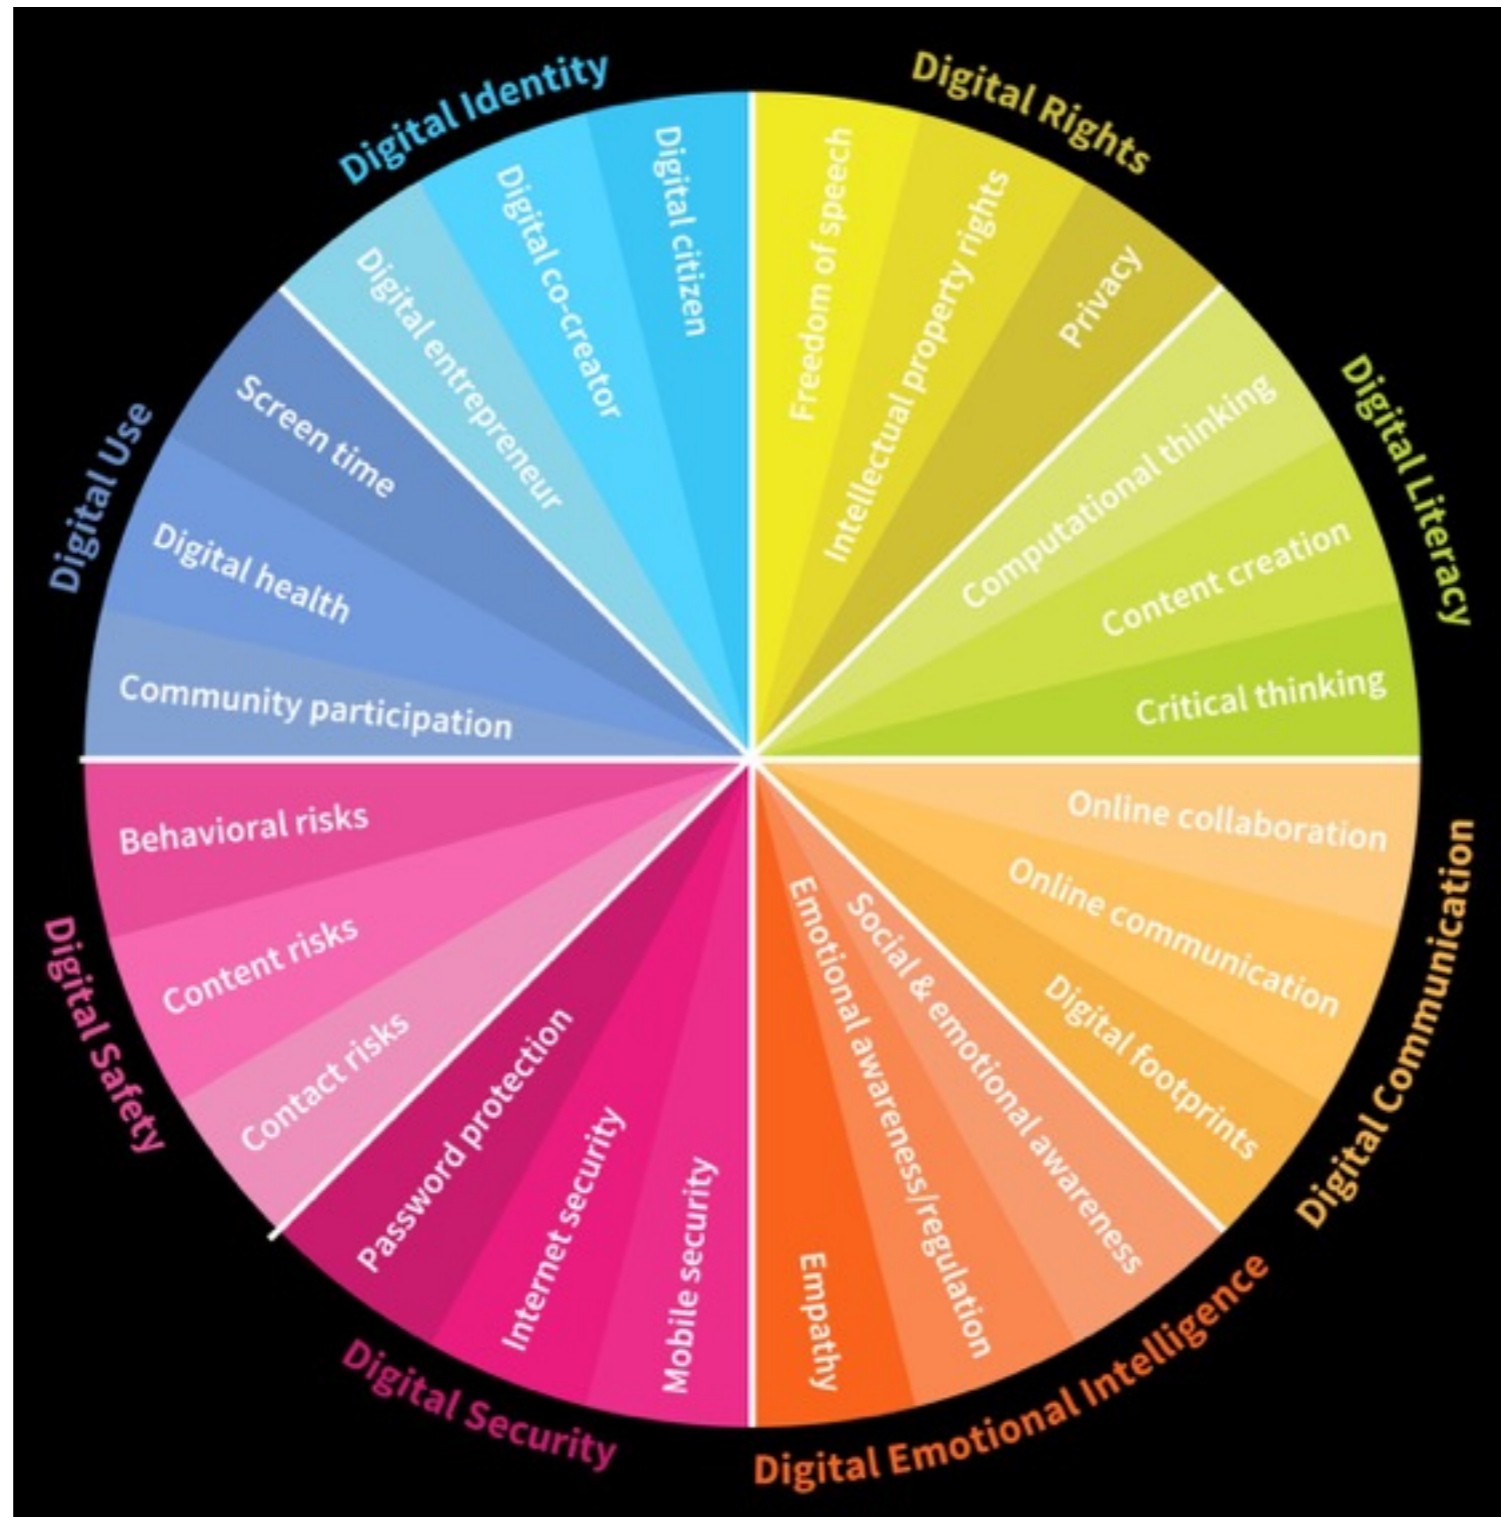 Digital Identity
Digital entrepreneur
Digital co-creator
Digital citizen
Digital Rights
Freedom of speech
Intellectual property rights
Privacy
Digital Literacy
Computational thinking
Content creation
Critical thinking
Digital Communication
Online collaboration
Online communication
Digital footprints
Digital Emotional Intelligence
Social & emotional awareness
Emotional awareness/regulation
Empathy
Digital Security
Mobile security
Internet security
Password protection
Digital Safety
Contact risks
Content risks
Behavioral risks
Digital Use
Community participation
Digital health
Screen time